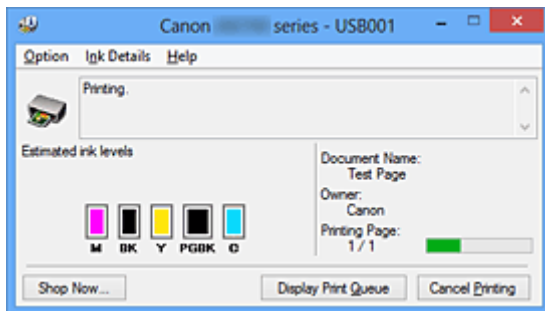 Canon series - USB001
Option Ink Details Help
Printing.
Estimated ink levels
Document Name:
Test Page
Owner:
Canon
Printing Page:
1 / 1
M BK Y PGBK C
Shop Now... Display Print Queue Cancel Printing